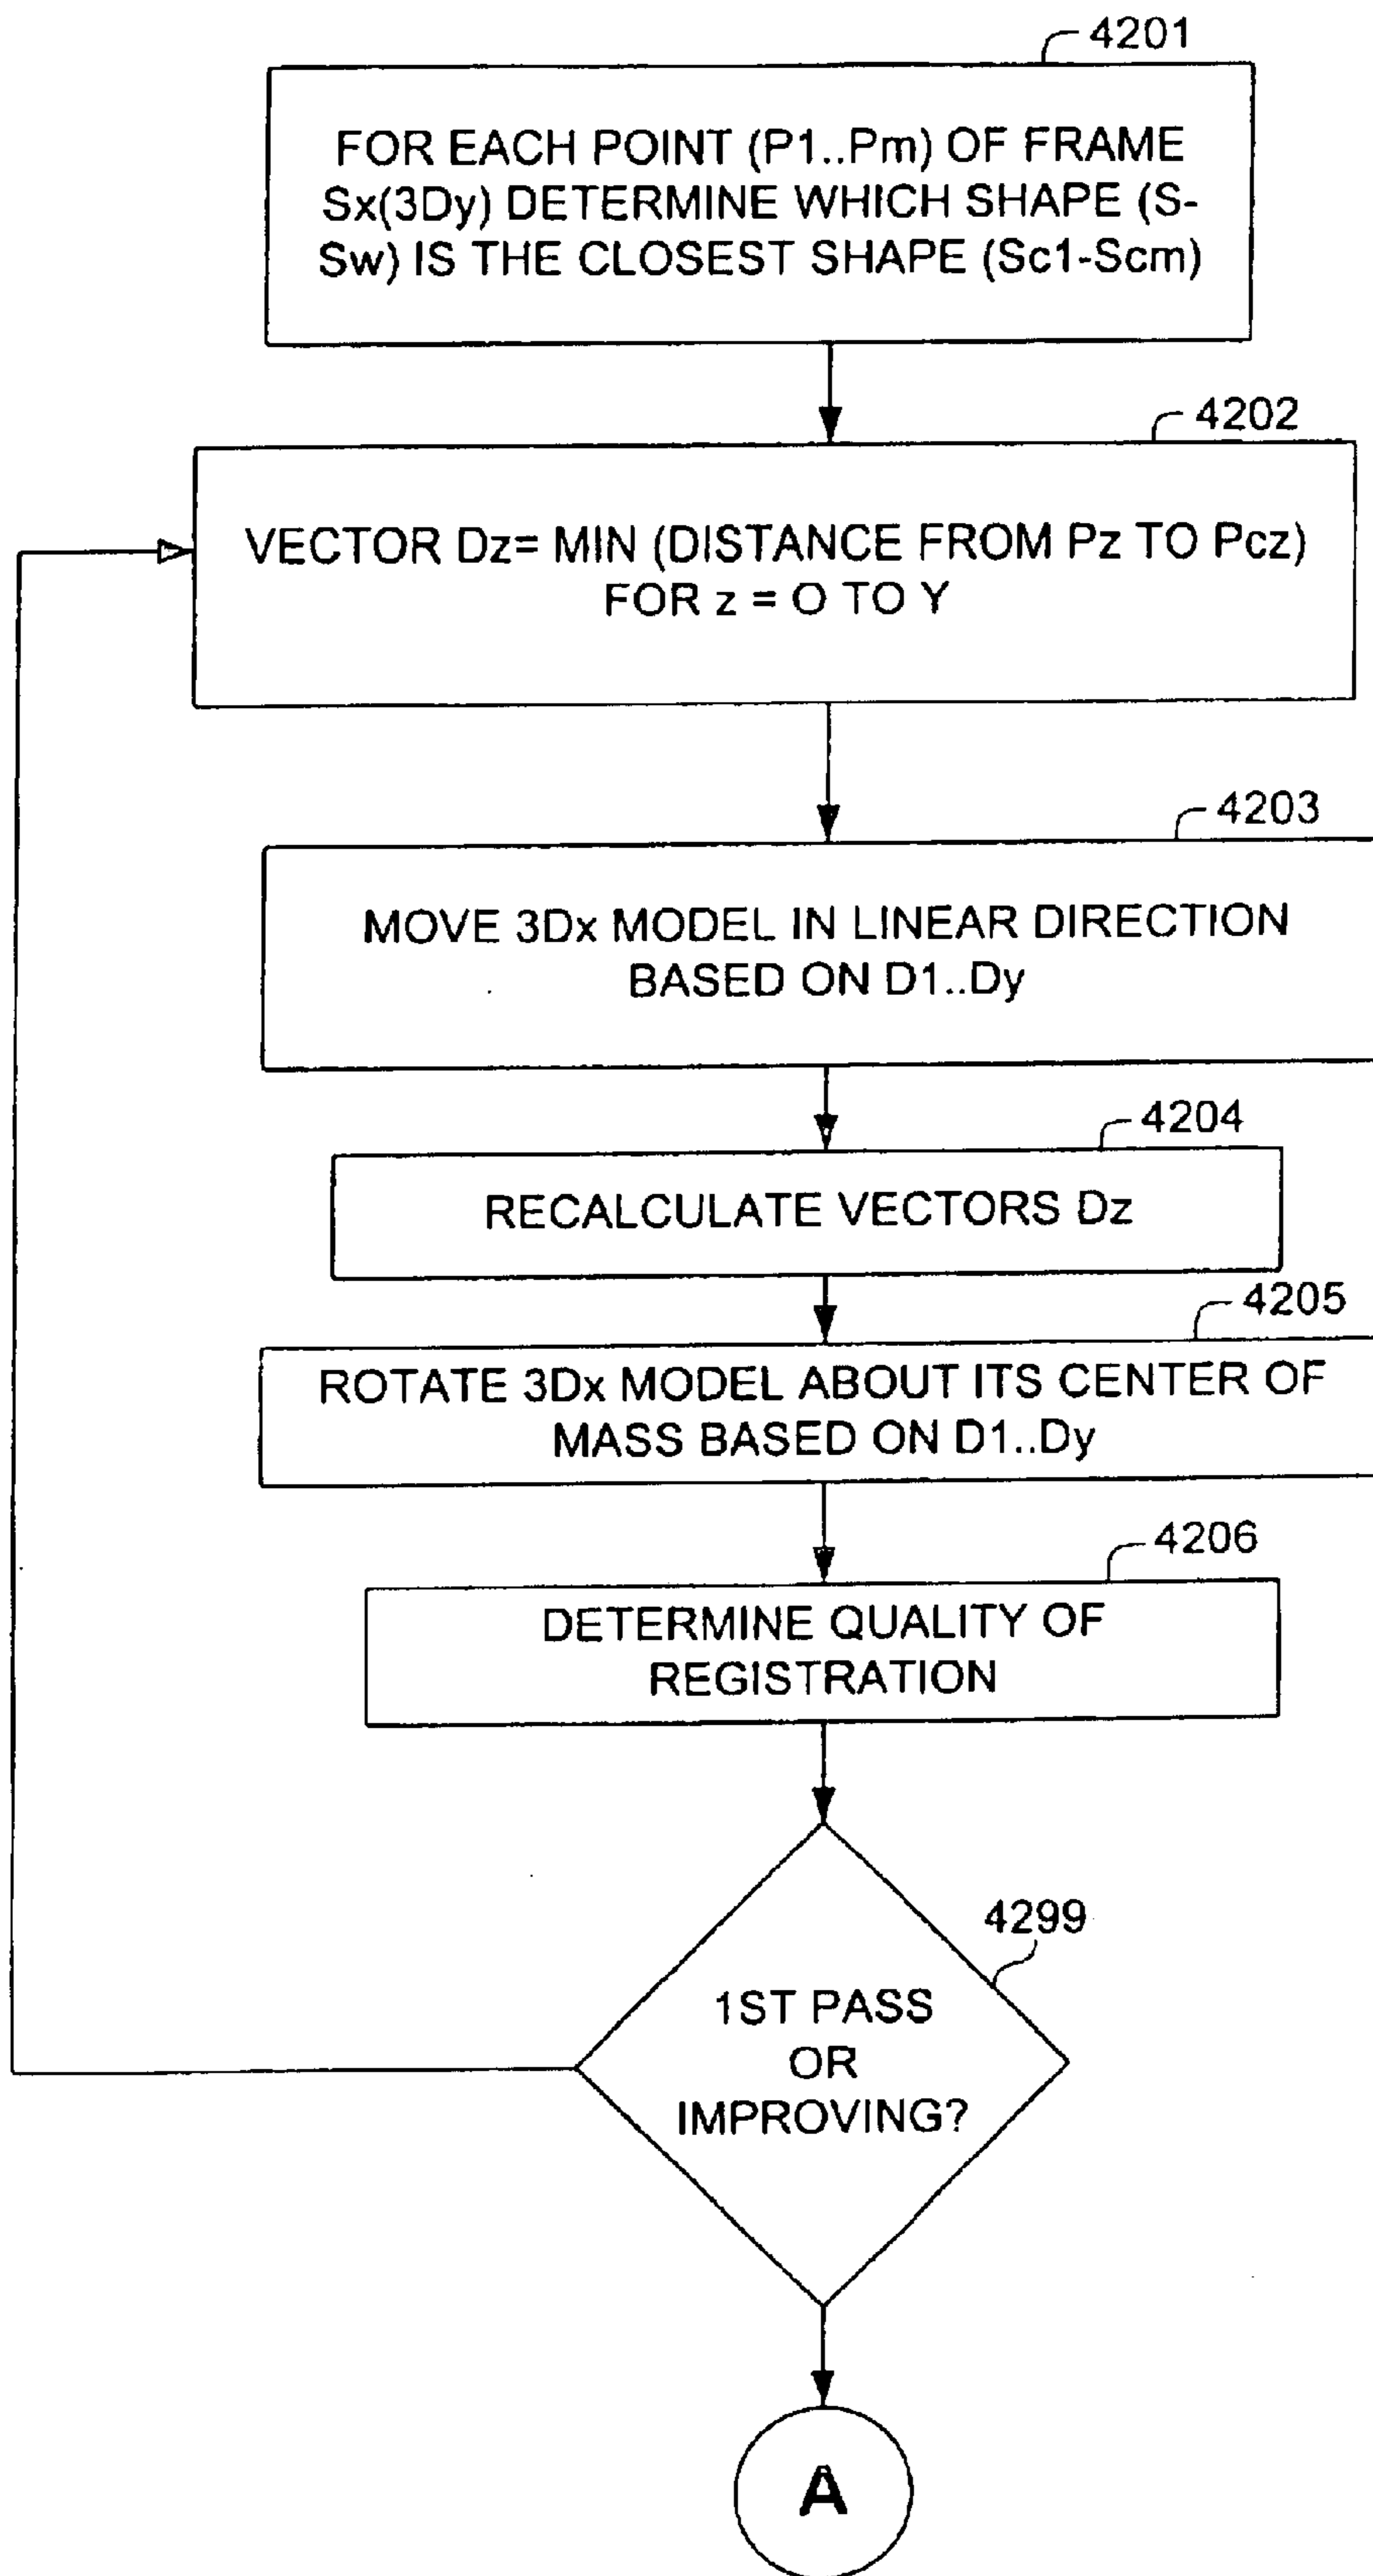 4201
FOR EACH POINT (P1..Pm) OF FRAME
Sx(3Dy) DETERMINE WHICH SHAPE (S-
Sw) IS THE CLOSEST SHAPE (Sc1-Scm)
4202
VECTOR Dz= MIN (DISTANCE FROM Pz TO Pcz)
FOR z = O TO Y
4203
MOVE 3Dx MODEL IN LINEAR DIRECTION
BASED ON D1..Dy
4204
RECALCULATE VECTORS Dz
4205
ROTATE 3Dx MODEL ABOUT ITS CENTER OF
MASS BASED ON D1..Dy
4206
DETERMINE QUALITY OF
REGISTRATION
4299
1ST PASS
OR
IMPROVING?
A